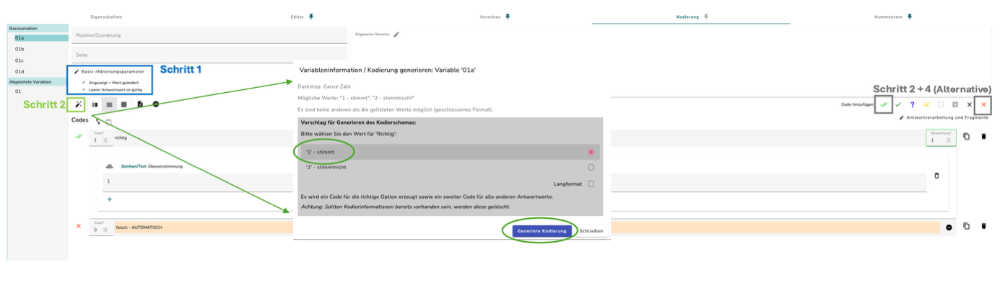 Eigenschaften
Editor
Vorschau
Kodierung
Kommentare
Basisvariablen
01a
01b
01c
01d
Abgeleitete Variablen
01
Position/Zuordnung
Allgemeine Hinweise
Seite
Basis-/Ableitungsparameter
Angezeigt = Wert geändert
Leerer Antwortwert ist gültig
Schritt 1
Schritt 2
Schritt 2 + 4 (Alternative)
Code hinzufügen
?
Antwortverarbeitung und Fragmente
Codes
Code*
1
richtig
Bewertung*
1
Zeichen/Text Übereinstimmung
1
+
Code*
0
falsch - AUTOMATISCH
Variableninformation / Kodierung generieren: Variable '01a'
Datentyp: Ganze Zahl
Mögliche Werte: "1 - stimmt"; "2 - stimmtnicht"
Es sind keine anderen als die gelisteten Werte möglich (geschlossenes Format).
Vorschlag für Generieren des Kodierschemas:
Bitte wählen Sie den Wert für 'Richtig':
'1' - stimmt
'2' - stimmtnicht
Langformat
Es wird ein Code für die richtige Option erzeugt sowie ein zweiter Code für alle anderen Antwortwerte.
Achtung: Sollten Kodierinformationen bereits vorhanden sein, werden diese gelöscht.
Generiere Kodierung
Schließen